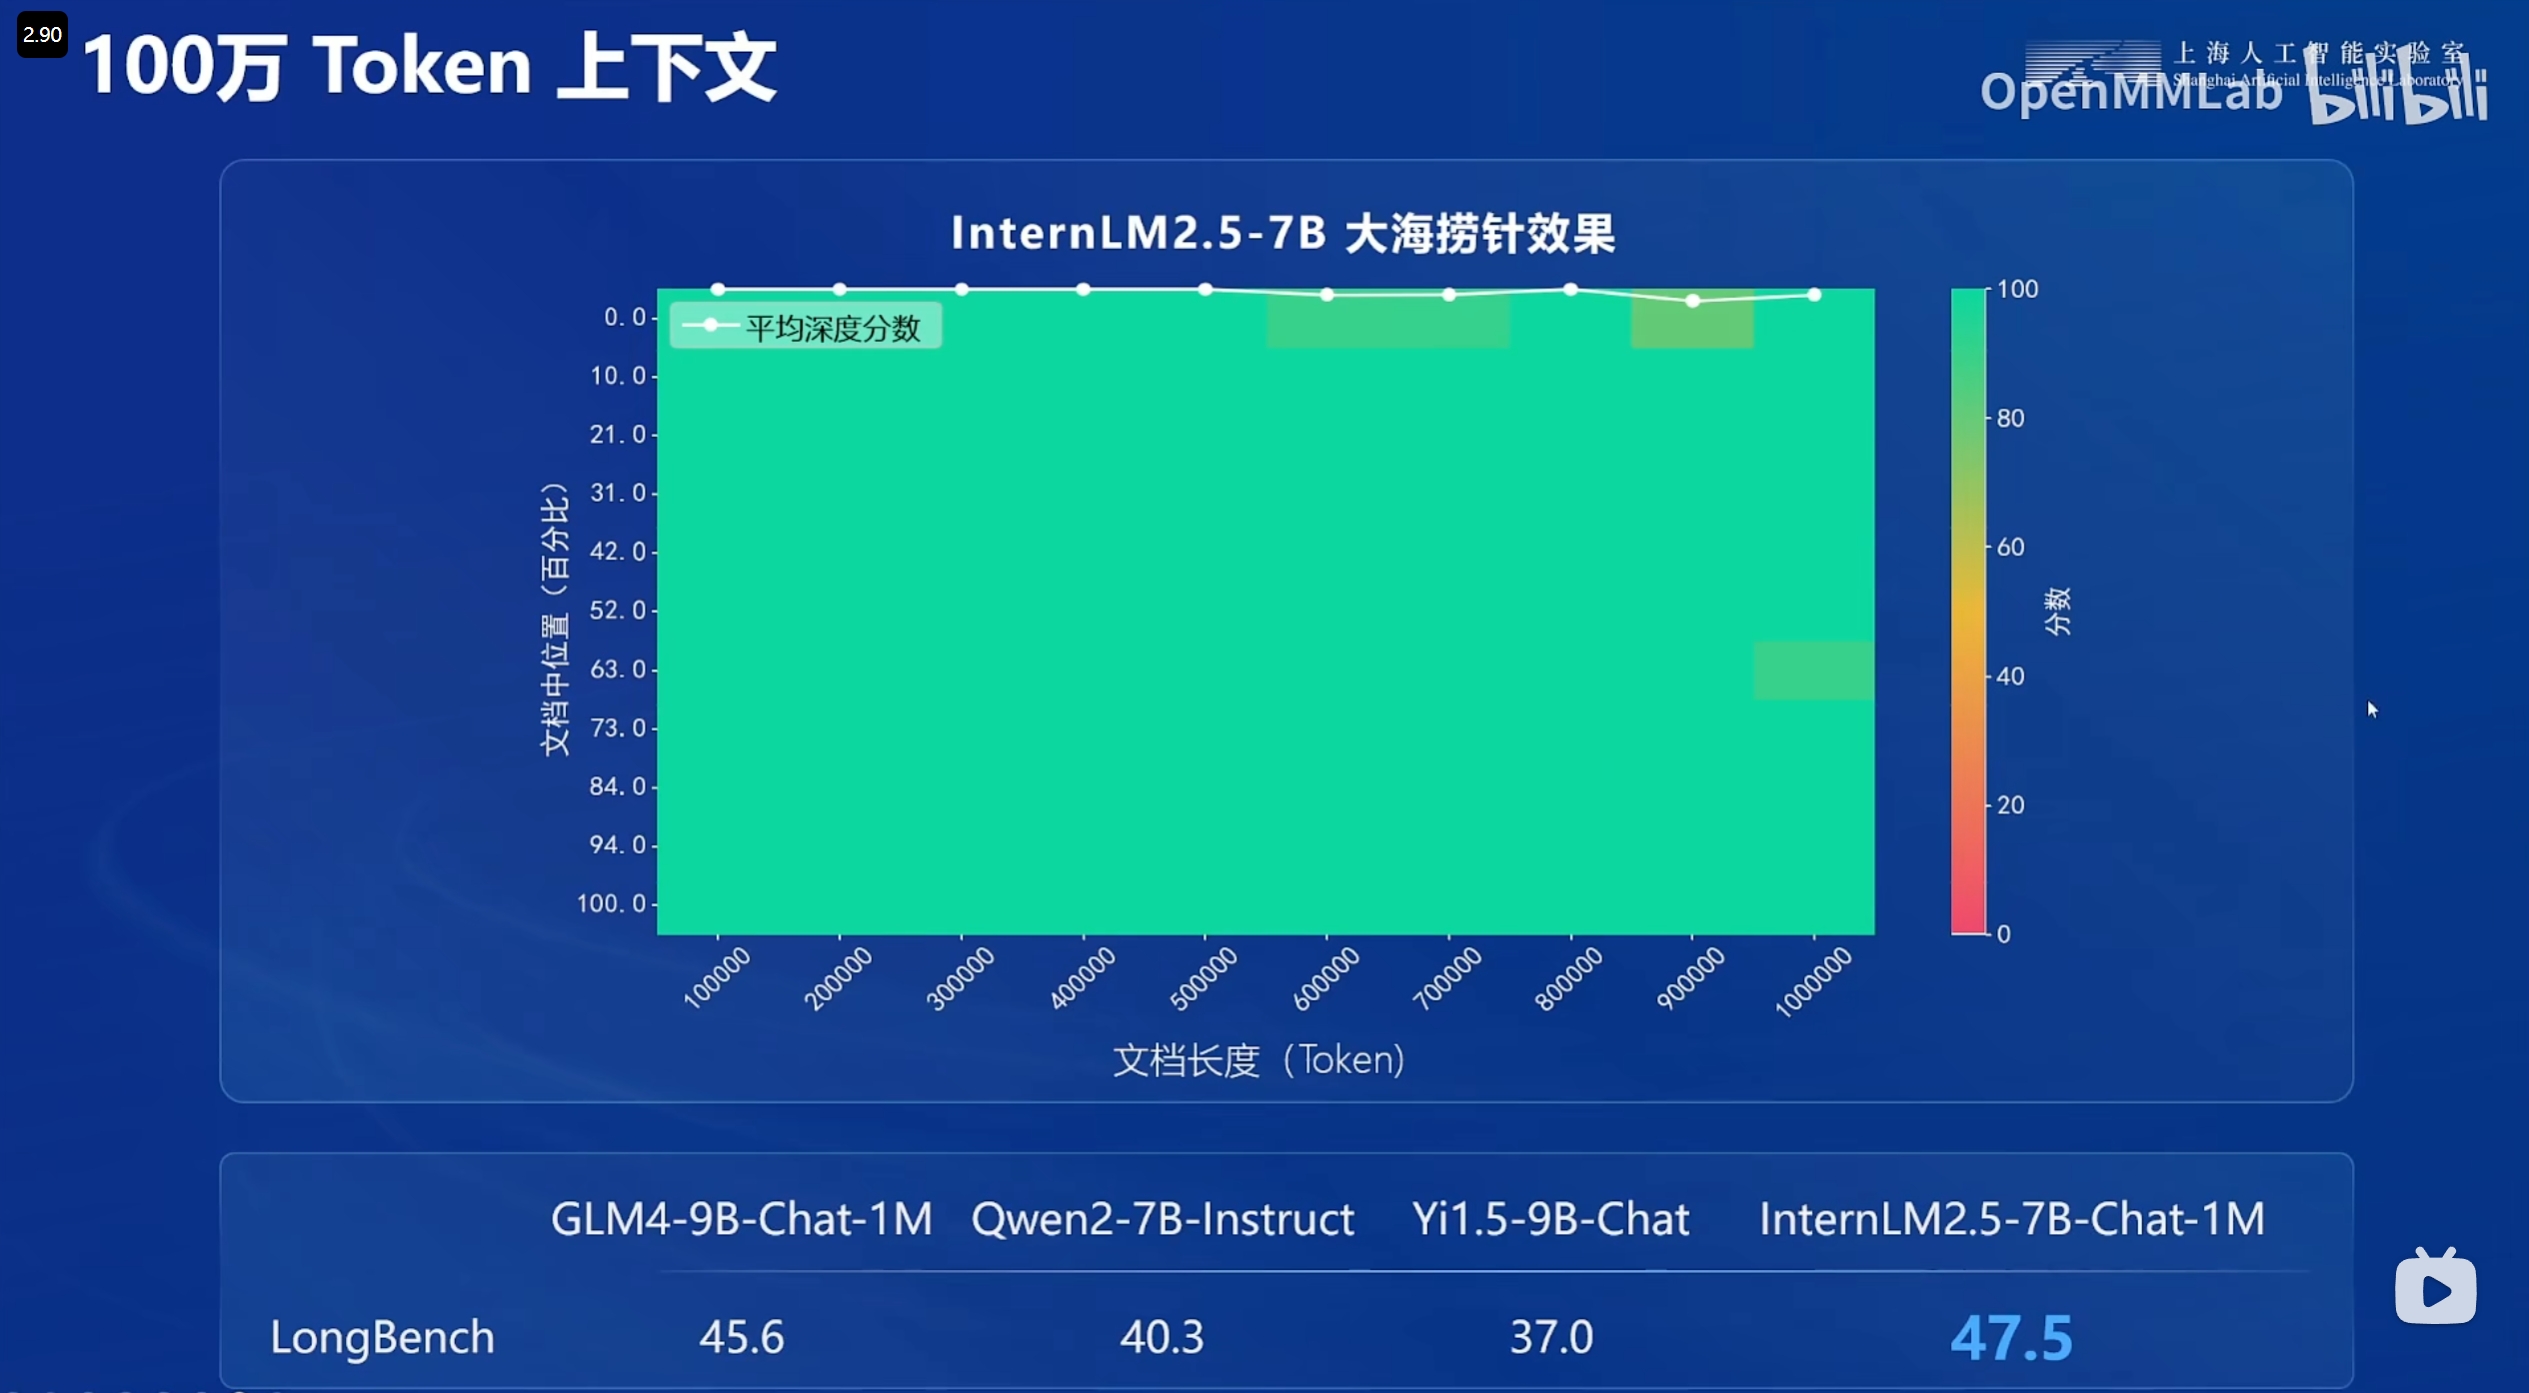 2.90
100万 Token 上下文
上海人工智能实验室
Shanghai Artificial Intelligence Laboratory
OpenMMLab bilibili
InternLM2.5-7B 大海捞针效果
平均深度分数
文档中位置（百分比）
0.0
10.0
21.0
31.0
42.0
52.0
63.0
73.0
84.0
94.0
100.0
100000 200000 300000 400000 500000 600000 700000 800000 900000 1000000
文档长度（Token）
100
80
60
40
20
0
分数
GLM4-9B-Chat-1M Qwen2-7B-Instruct Yi1.5-9B-Chat InternLM2.5-7B-Chat-1M
LongBench 45.6 40.3 37.0 47.5